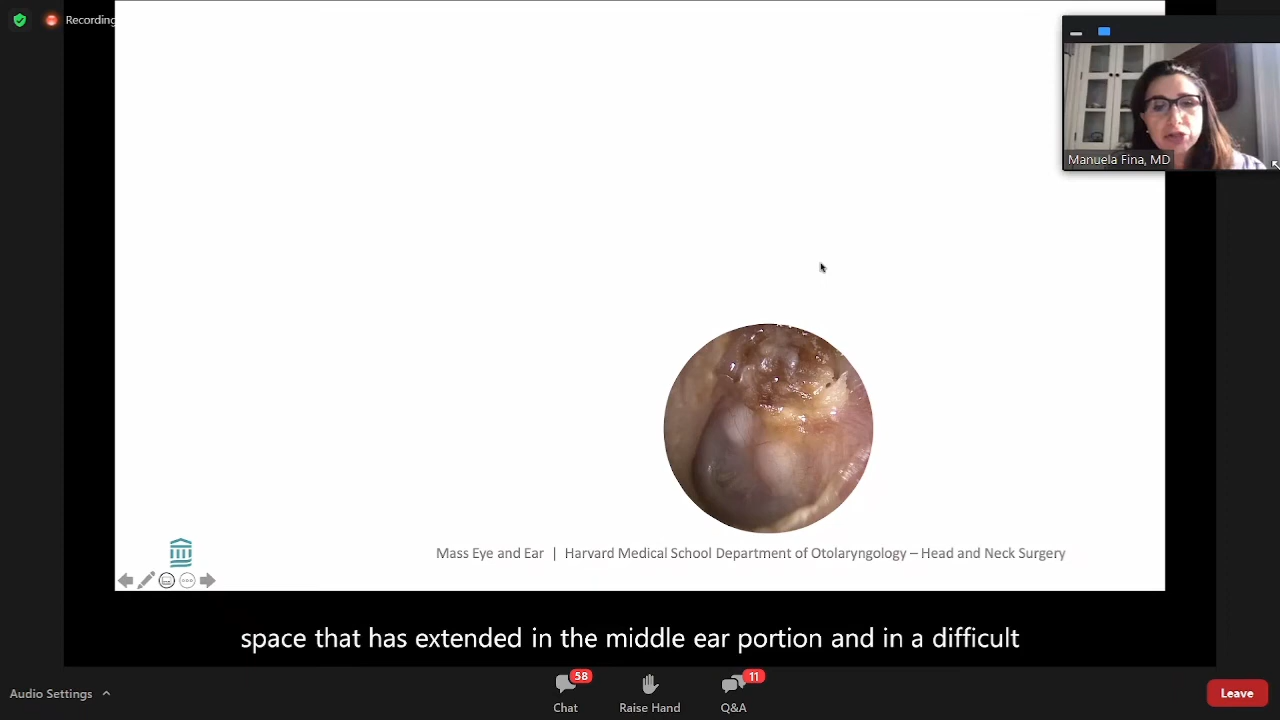 Recording
Manuela Fina, MD
Mass Eye and Ear | Harvard Medical School Department of Otolaryngology – Head and Neck Surgery
space that has extended in the middle ear portion and in a difficult
Audio Settings
58
Chat
Raise Hand
11
Q&A
Leave